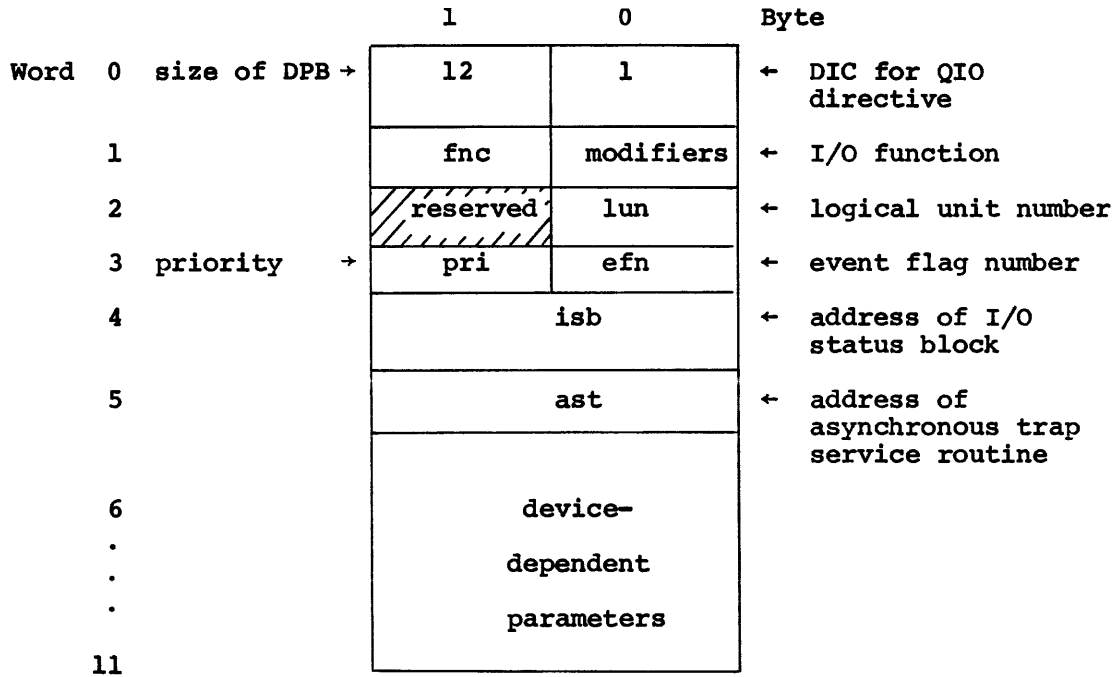 1 0 Byte
Word 0 size of DPB → 12 1 ← DIC for QIO
directive
1 fnc modifiers ← I/O function
2 reserved lun ← logical unit number
3 priority → pri efn ← event flag number
4 isb ← address of I/O
status block
5 ast ← address of
asynchronous trap
service routine
6 device-
.
dependent
.
.
parameters
11